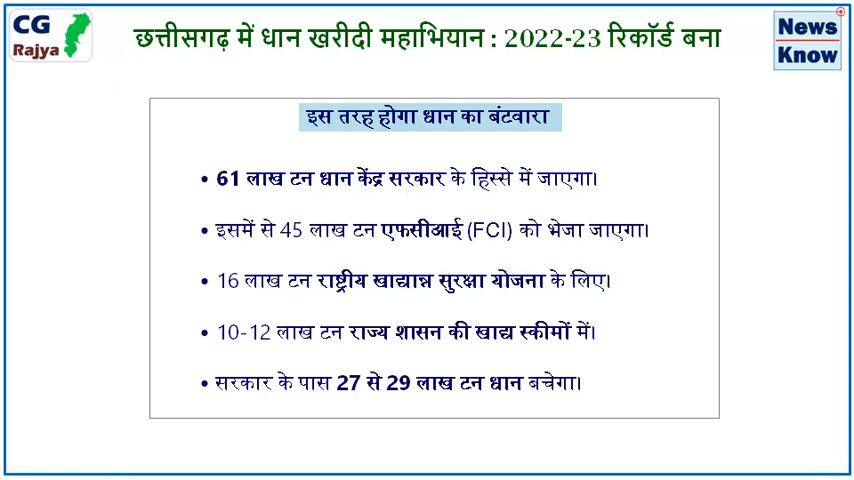 CG
Rajya
छत्तीसगढ़ में धान खरीदी महाभियान : 2022-23 रिकॉर्ड बना
News
Know
इस तरह होगा धान का बंटवारा
• 61 लाख टन धान केंद्र सरकार के हिस्से में जाएगा।
• इसमें से 45 लाख टन एफसीआई (FCI) को भेजा जाएगा।
• 16 लाख टन राष्ट्रीय खाद्यान्न सुरक्षा योजना के लिए।
• 10-12 लाख टन राज्य शासन की खाद्य स्कीमों में।
• सरकार के पास 27 से 29 लाख टन धान बचेगा।